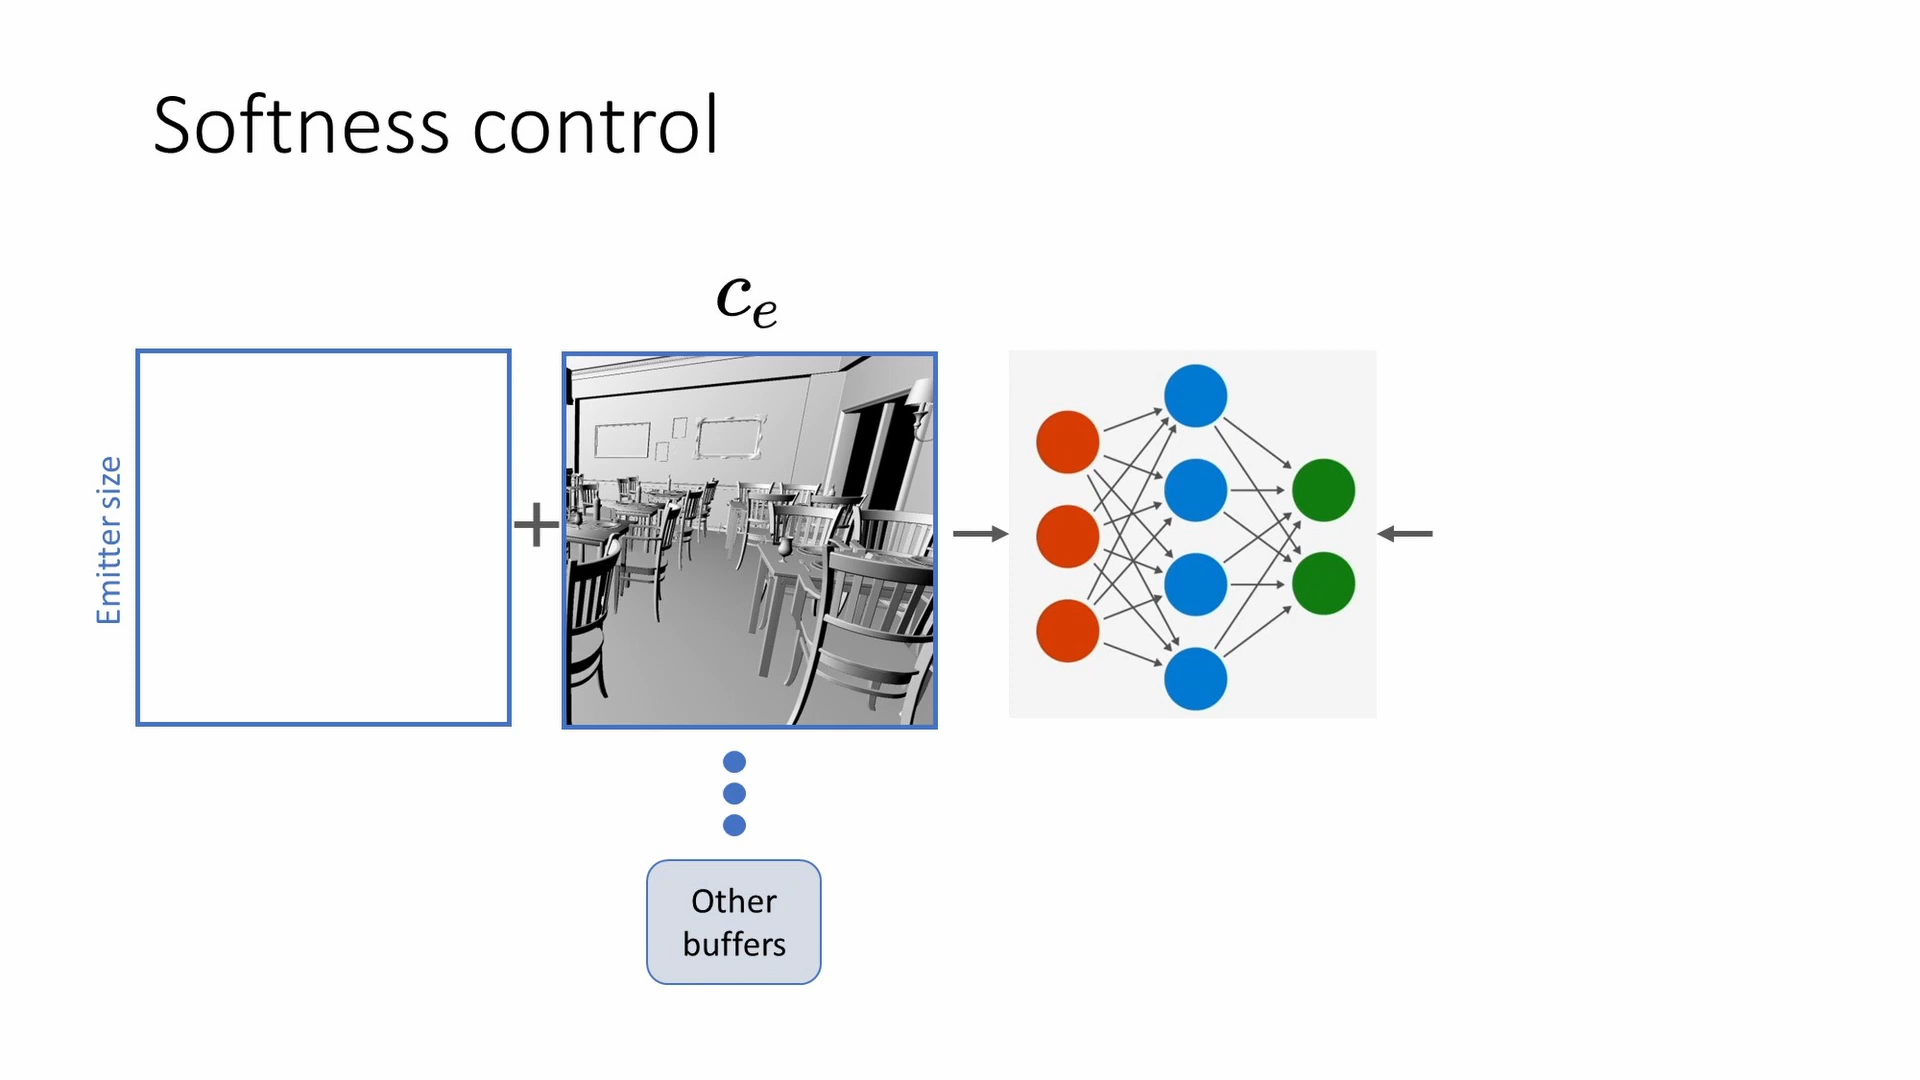 Softness control
c_e
Emitter size
Other
buffers